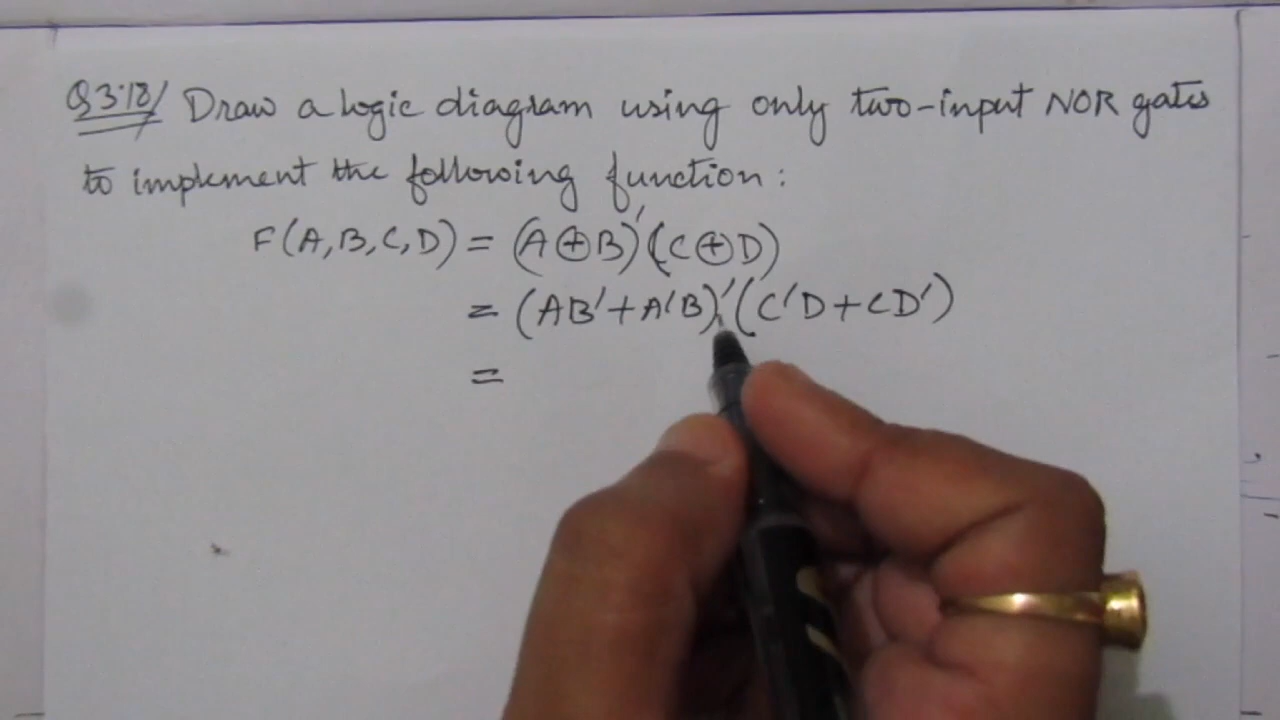 Q3.18/ Draw a logic diagram using only two-input NOR gates
to implement the following function:
F(A,B,C,D) = (A⊕B)'(C⊕D)
= (AB'+A'B)'.(C'D+CD')
=